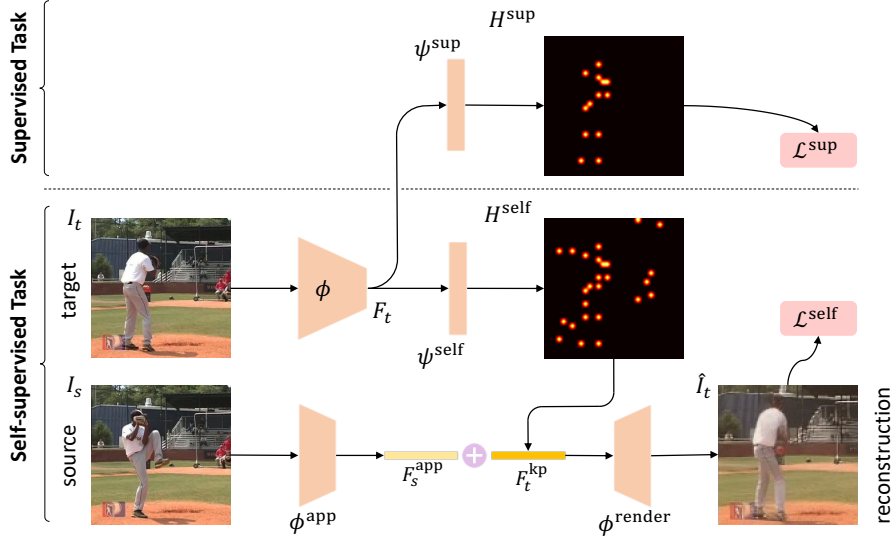 Supervised Task
ψ^sup
H^sup
ℒ^sup
Self-supervised Task
I_t
target
ϕ
F_t
ψ^self
H^self
ℒ^self
I_s
source
ϕ^app
F_s^app
+
F_t^kp
ϕ^render
Î_t
reconstruction